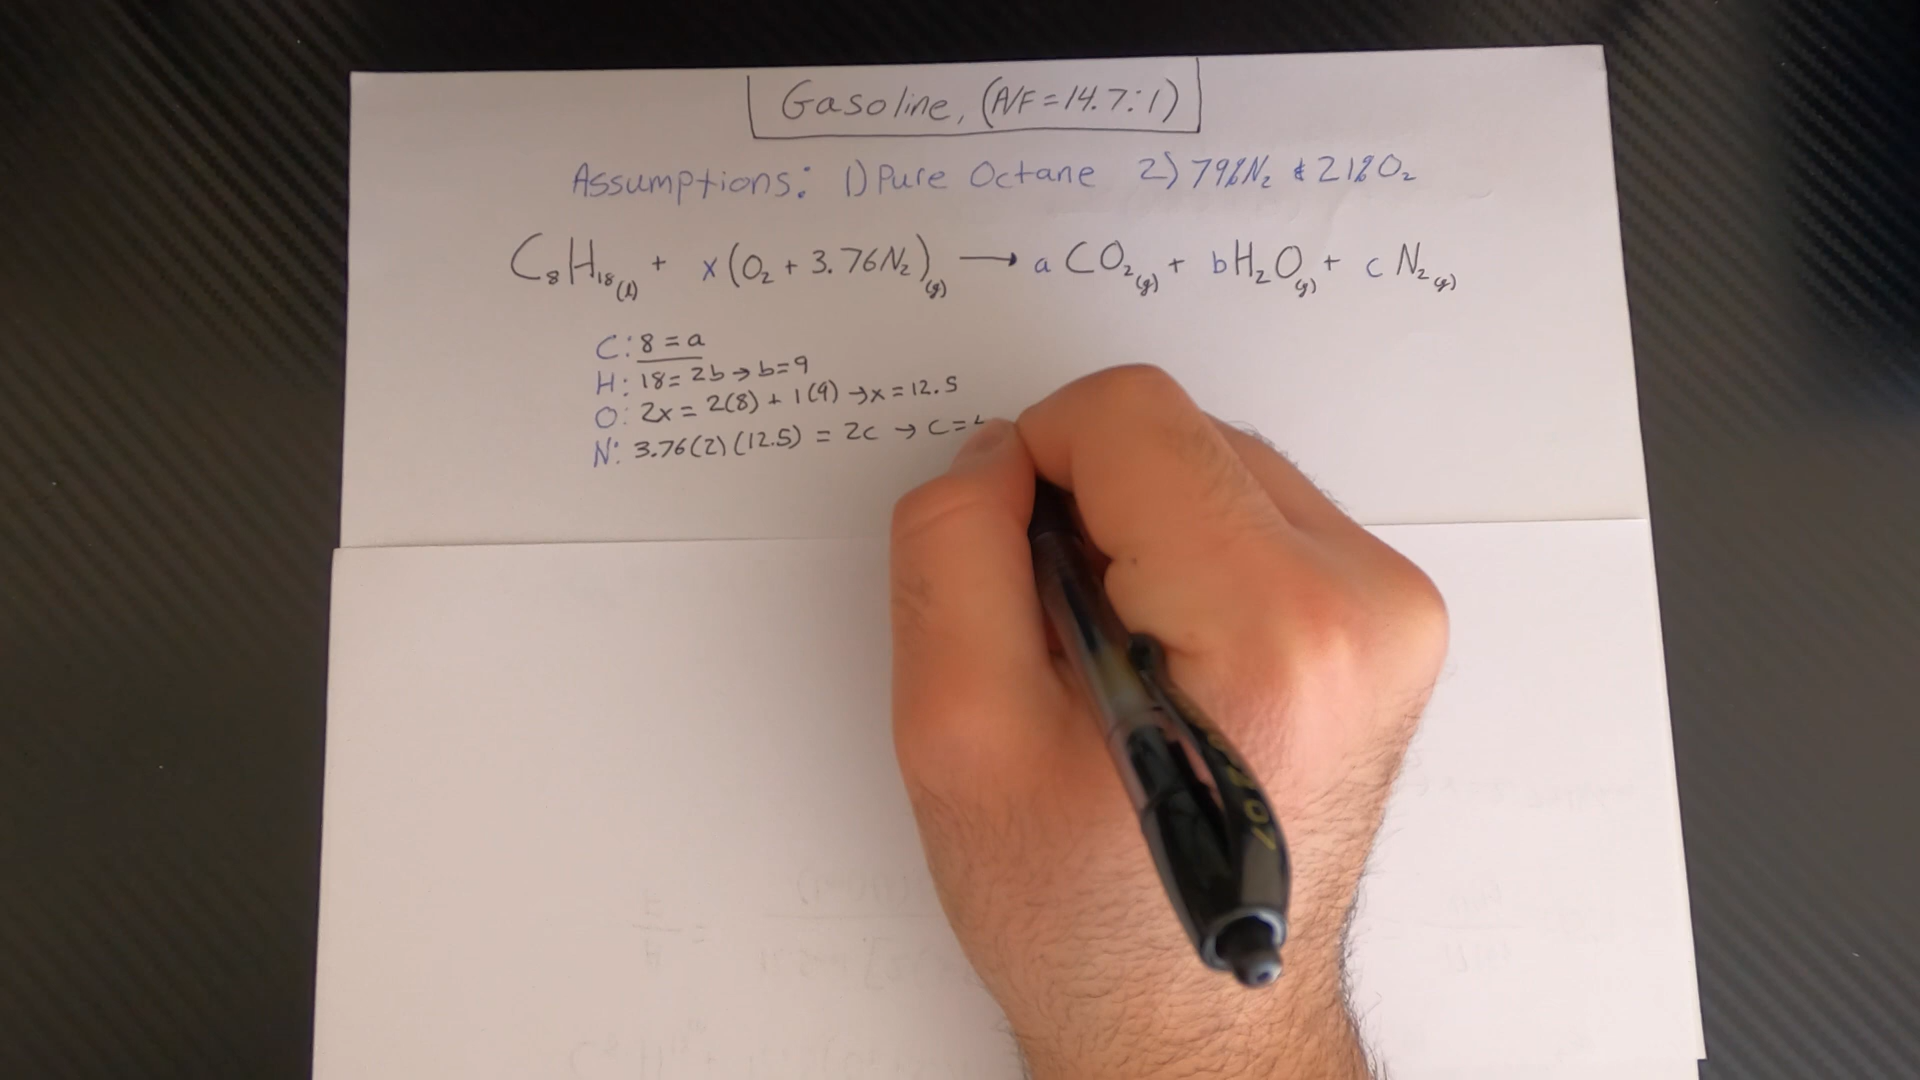 Gasoline, (A/F = 14.7:1)
Assumptions: 1) Pure Octane 2) 79% N₂ & 21% O₂
C₈H₁₈(l) + x(O₂ + 3.76N₂)(g) → aCO₂(g) + bH₂O(g) + cN₂(g)
C: 8 = a
H: 18 = 2b → b = 9
O: 2x = 2(8) + 1(9) → x = 12.5
N: 3.76(2)(12.5) = 2c → c =